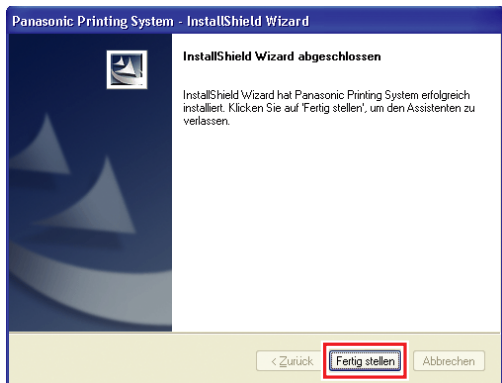 Panasonic Printing System - InstallShield Wizard
InstallShield Wizard abgeschlossen
InstallShield Wizard hat Panasonic Printing System erfolgreich
installiert. Klicken Sie auf 'Fertig stellen', um den Assistenten zu
verlassen.
< Zurück
Fertig stellen
Abbrechen